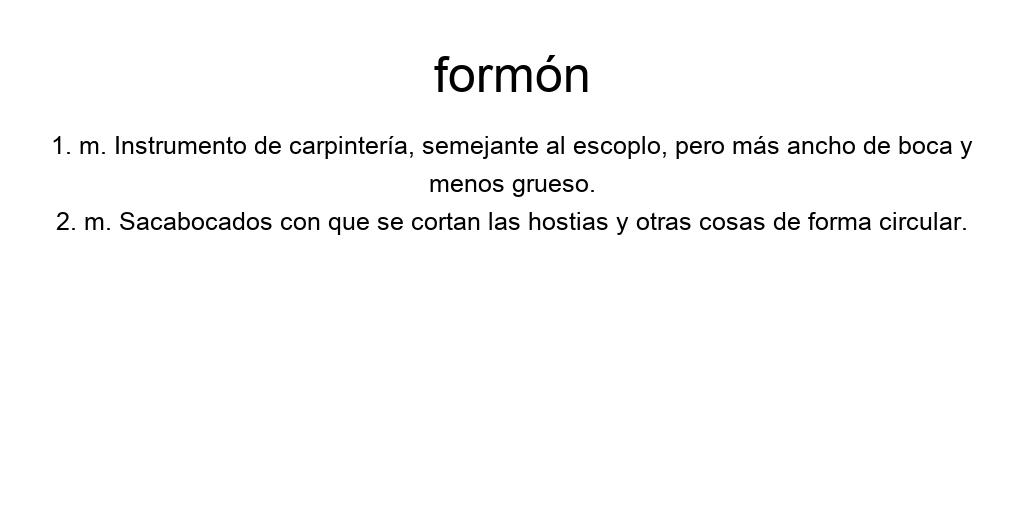 formón
1. m. Instrumento de carpintería, semejante al escoplo, pero más ancho de boca y
menos grueso.
2. m. Sacabocados con que se cortan las hostias y otras cosas de forma circular.